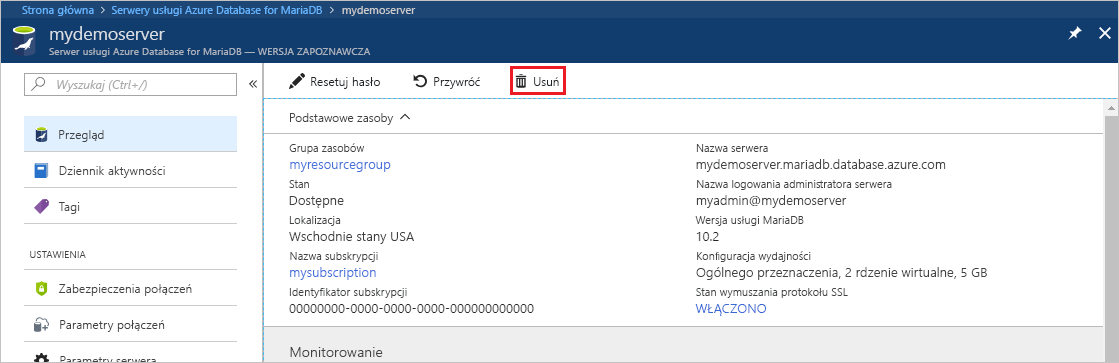 Strona główna > Serwery usługi Azure Database for MariaDB > mydemoserver
mydemoserver
Serwer usługi Azure Database for MariaDB — WERSJA ZAPOZNAWCZA
Wyszukaj (Ctrl+/)
Przegląd
Dziennik aktywności
Tagi
USTAWIENIA
Zabezpieczenia połączeń
Parametry połączeń
Parametry serwera
Resetuj hasło
Przywróć
Usuń
Podstawowe zasoby
Grupa zasobów
myresourcegroup
Stan
Dostępne
Lokalizacja
Wschodnie stany USA
Nazwa subskrypcji
mysubscription
Identyfikator subskrypcji
00000000-0000-0000-0000-000000000000
Nazwa serwera
mydemoserver.mariadb.database.azure.com
Nazwa logowania administratora serwera
myadmin@mydemoserver
Wersja usługi MariaDB
10.2
Konfiguracja wydajności
Ogólnego przeznaczenia, 2 rdzenie wirtualne, 5 GB
Stan wymuszania protokołu SSL
WŁĄCZONO
Monitorowanie